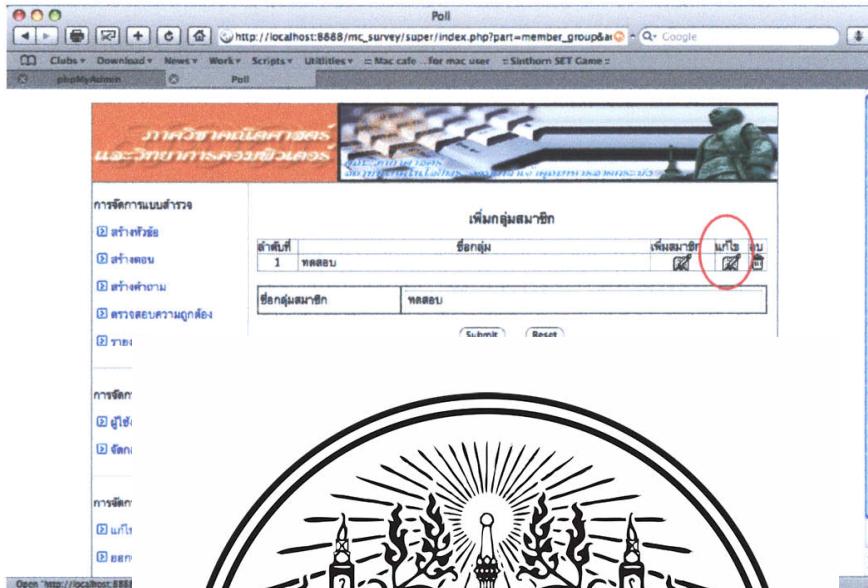 Poll
http://localhost:8888/mc_survey/super/index.php?part=member_group&a
Google
Clubs Download News Work Scripts Utitlities :: Mac cafe ...for mac user :: Sinthorn SET Game ::
phpMyAdmin Poll
ภาควิชาคณิตศาสตร์
และวิทยาการคอมพิวเตอร์
การจัดการแบบสำรวจ
สร้างหัวข้อ
สร้างตอน
สร้างคำถาม
ตรวจสอบความถูกต้อง
เพิ่มกลุ่มสมาชิก
ลำดับที่ ชื่อกลุ่ม เพิ่มสมาชิก แก้ไข ลบ
1 ทดสอบ
ชื่อกลุ่มสมาชิก ทดสอบ
Submit Reset